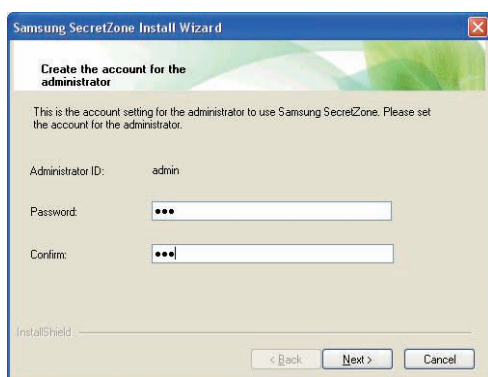 Samsung SecretZone Install Wizard
Create the account for the
administrator
This is the account setting for the administrator to use Samsung SecretZone. Please set
the account for the administrator.
Administrator ID: admin
Password: •••
Confirm: •••
InstallShield
< Back Next > Cancel